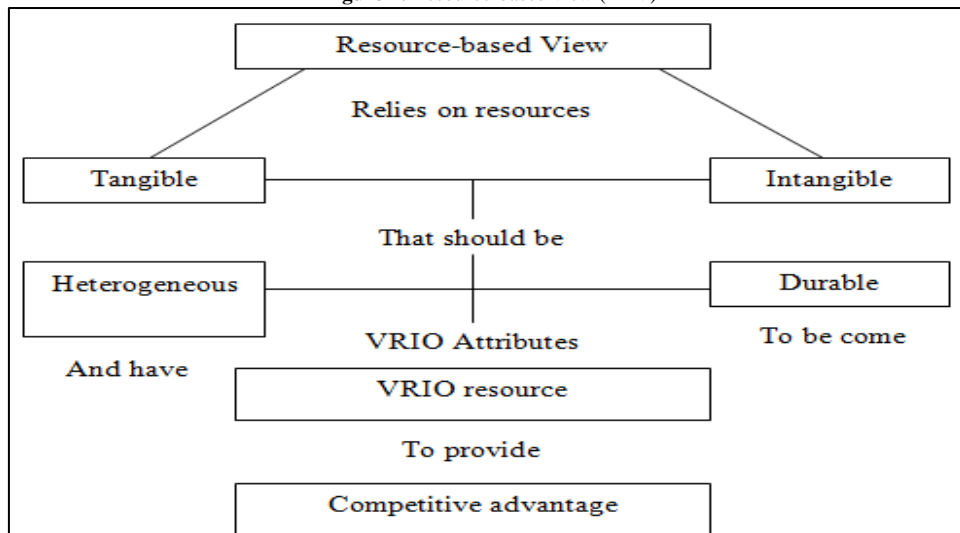 Resource-based View
Relies on resources
Tangible
Intangible
That should be
Heterogeneous
Durable
VRIO Attributes
To be come
And have
VRIO resource
To provide
Competitive advantage